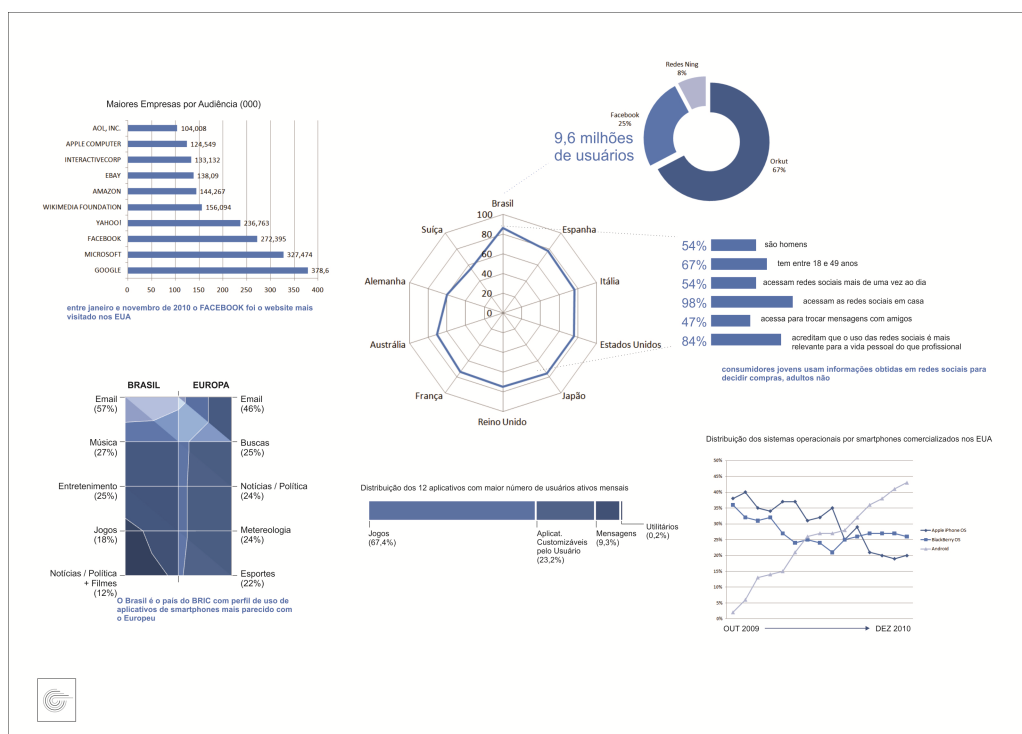 Maiores Empresas por Audiência (000)
AOL, INC.
104,008
APPLE COMPUTER
124,549
INTERACTIVECORP
133,132
EBAY
138,09
AMAZON
144,267
WIKIMEDIA FOUNDATION
156,094
YAHOO!
236,763
FACEBOOK
272,395
MICROSOFT
327,474
GOOGLE
378,6
0 50 100 150 200 250 300 350 400
entre janeiro e novembro de 2010 o FACEBOOK foi o website mais
visitado nos EUA
Redes Ning
8%
Facebook
25%
Orkut
67%
9,6 milhões
de usuários
Brasil
Espanha
Itália
Estados Unidos
Japão
Reino Unido
França
Austrália
Alemanha
Suíça
100
80
60
40
20
0
54% são homens
67% tem entre 18 e 49 anos
54% acessam redes sociais mais de uma vez ao dia
98% acessam as redes sociais em casa
47% acessa para trocar mensagens com amigos
84% acreditam que o uso das redes sociais é mais
relevante para a vida pessoal do que profissional
consumidores jovens usam informações obtidas em redes sociais para
decidir compras, adultos não
BRASIL EUROPA
Email
(57%)
Música
(27%)
Entretenimento
(25%)
Jogos
(18%)
Notícias / Política
+ Filmes
(12%)
Email
(46%)
Buscas
(25%)
Notícias / Política
(24%)
Metereologia
(24%)
Esportes
(22%)
O Brasil é o país do BRIC com perfil de uso de
aplicativos de smartphones mais parecido com
o Europeu
Distribuição dos 12 aplicativos com maior número de usuários ativos mensais
Jogos
(67,4%)
Aplicat.
Customizáveis
pelo Usuário
(23,2%)
Mensagens
(9,3%)
Utilitários
(0,2%)
Distribuição dos sistemas operacionais por smartphones comercializados nos EUA
50%
45%
40%
35%
30%
25%
20%
15%
10%
5%
0%
Apple iPhone OS
BlackBerry OS
Android
OUT 2009 DEZ 2010